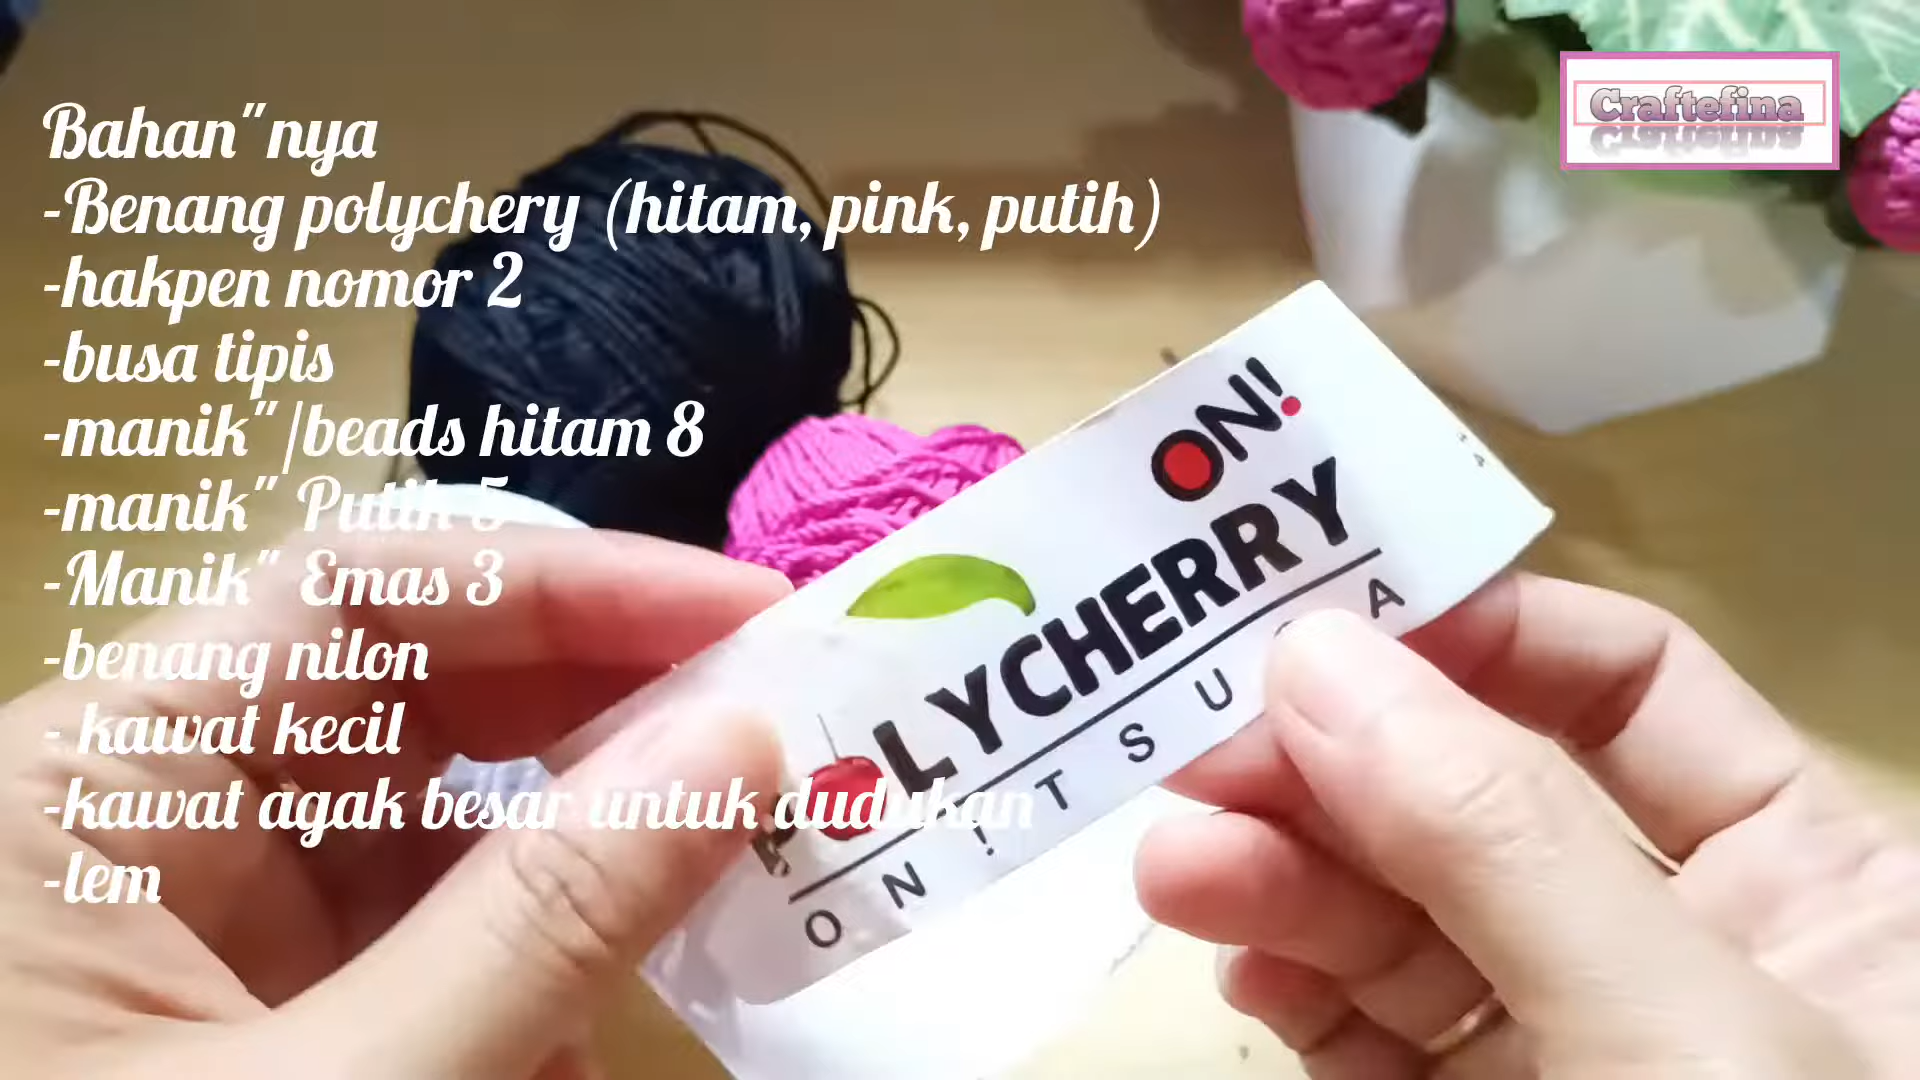 Craftefina
Bahan"nya
-Benang polychery (hitam, pink, putih)
-hakpen nomor 2
-busa tipis
-manik"/beads hitam 8
-manik" Putih 5
-Manik" Emas 3
-benang nilon
- kawat kecil
-kawat agak besar untuk dudukan
-lem
ON!
POLYCHERRY
ON!TSU A